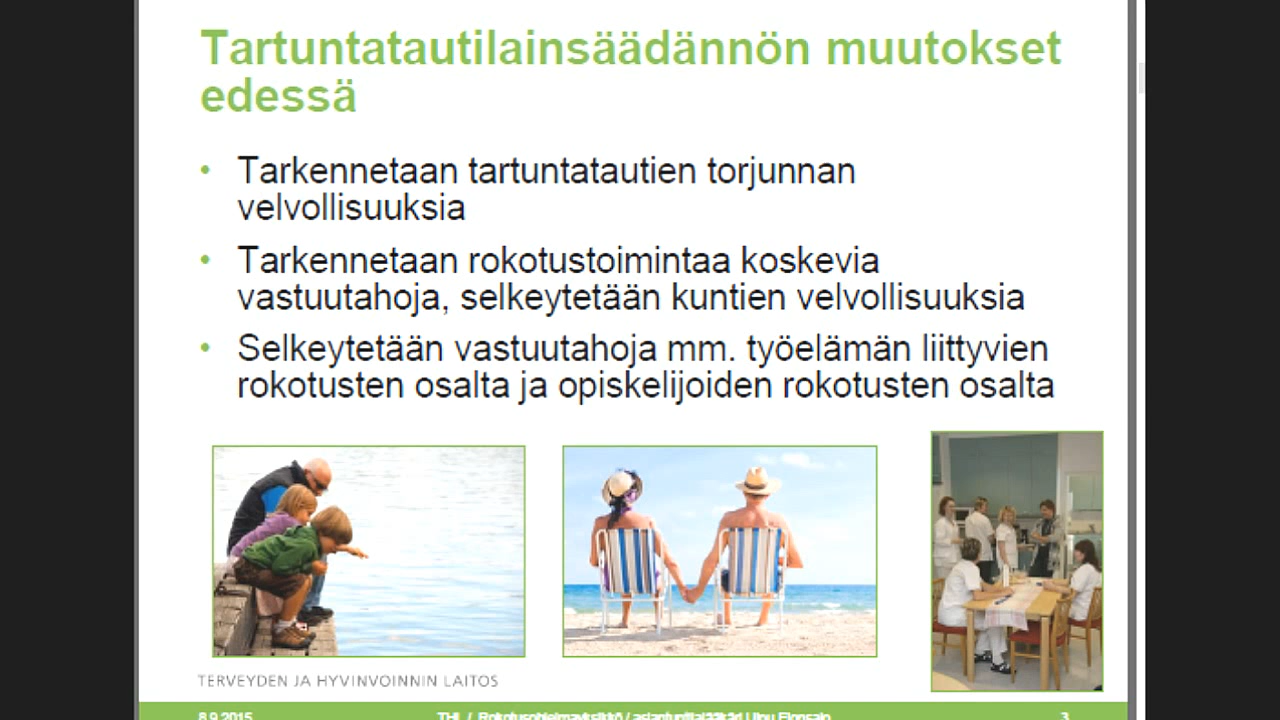 Tartuntatautilainsäädännön muutokset
edessä
• Tarkennetaan tartuntatautien torjunnan
velvollisuuksia
• Tarkennetaan rokotustoimintaa koskevia
vastuutahoja, selkeytetään kuntien velvollisuuksia
• Selkeytetään vastuutahoja mm. työelämän liittyvien
rokotusten osalta ja opiskelijoiden rokotusten osalta
TERVEYDEN JA HYVINVOINNIN LAITOS
8.9.2015 THL / 3